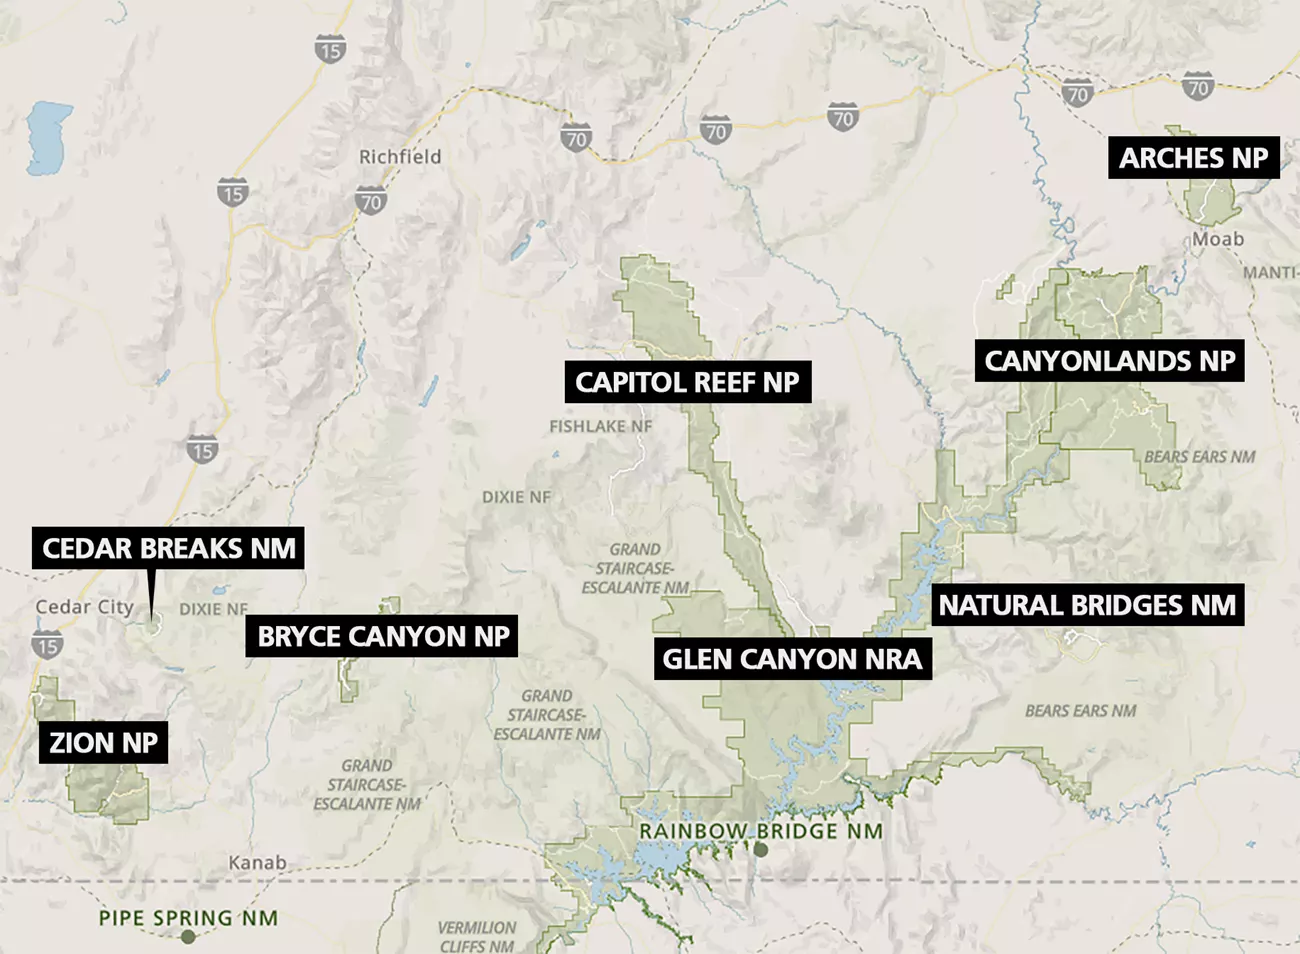 15
70
70
ARCHES NP
70
70
70
Richfield
15
70
Moab
MANTI-
CANYONLANDS NP
CAPITOL REEF NP
FISHLAKE NF
15
BEARS EARS NM
DIXIE NF
CEDAR BREAKS NM
GRAND
STAIRCASE-
ESCALANTE NM
Cedar City
DIXIE NF
NATURAL BRIDGES NM
15
BRYCE CANYON NP
GLEN CANYON NRA
GRAND
STAIRCASE-
ESCALANTE NM
BEARS EARS NM
ZION NP
GRAND
STAIRCASE-
ESCALANTE NM
RAINBOW BRIDGE NM
Kanab
PIPE SPRING NM
VERMILION
CLIFFS NM